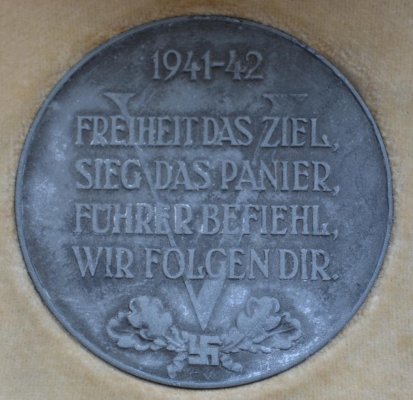 1941-42
FREIHEIT DAS ZIEL,
SIEG DAS PANIER,
FÜHRER BEFIEHL,
WIR FOLGEN DIR.
V